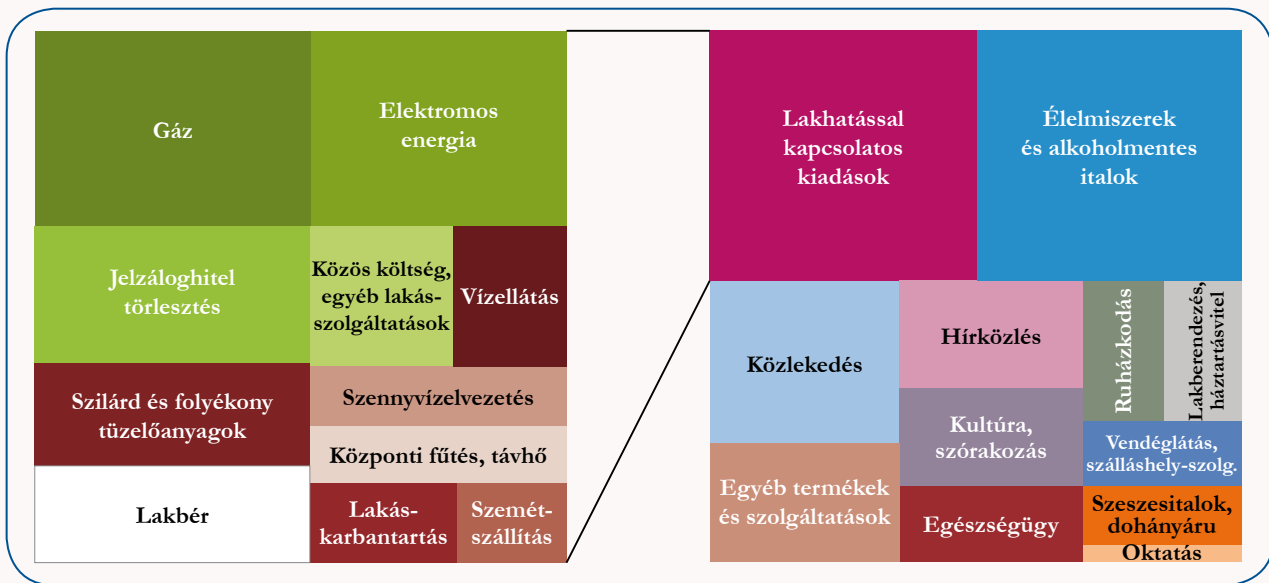 Gáz
Elektromos
energia
Jelzáloghitel
törlesztés
Közös költség,
egyéb lakás-
szolgáltatások
Vízellátás
Szilárd és folyékony
tüzelőanyagok
Szennyvízelvezetés
Központi fűtés, távhő
Lakbér
Lakás-
karbantartás
Szemét-
szállítás
Lakhatással
kapcsolatos
kiadások
Élelmiszerek
és alkoholmentes
italok
Közlekedés
Hírközlés
Ruházkodás
Lakberendezés,
háztartásvitel
Kultúra,
szórakozás
Vendéglátás,
szálláshely-szolg.
Egyéb termékek
és szolgáltatások
Egészségügy
Szeszesitalok,
dohányáru
Oktatás